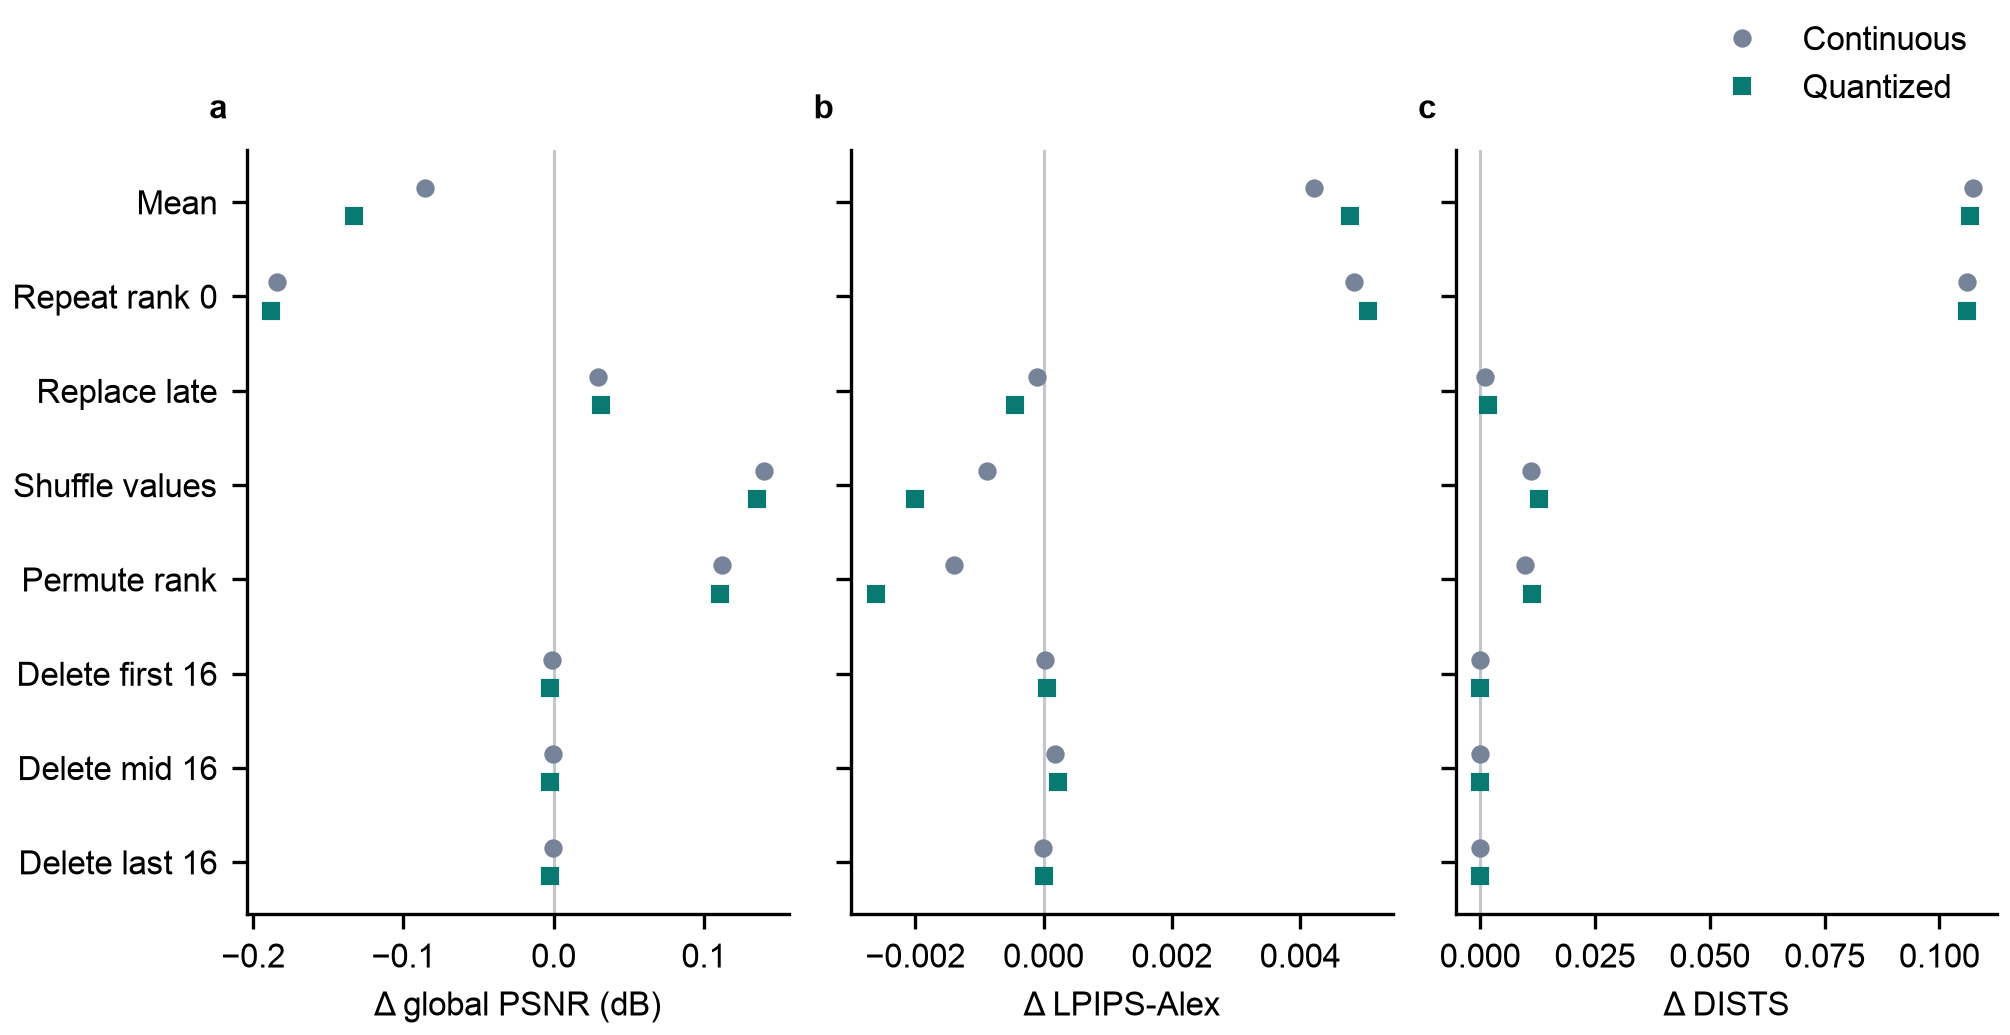 Continuous
Quantized
a
b
c
Mean
Repeat rank 0
Replace late
Shuffle values
Permute rank
Delete first 16
Delete mid 16
Delete last 16
−0.2 −0.1 0.0 0.1
−0.002 0.000 0.002 0.004
0.000 0.025 0.050 0.075 0.100
Δ global PSNR (dB)
Δ LPIPS-Alex
Δ DISTS